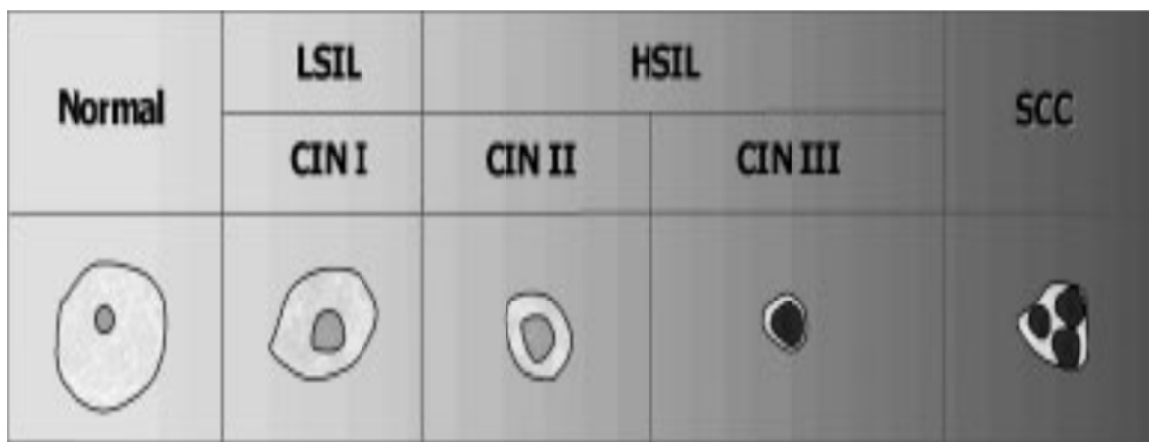 Normal
LSIL
HSIL
SCC
CIN I
CIN II
CIN III